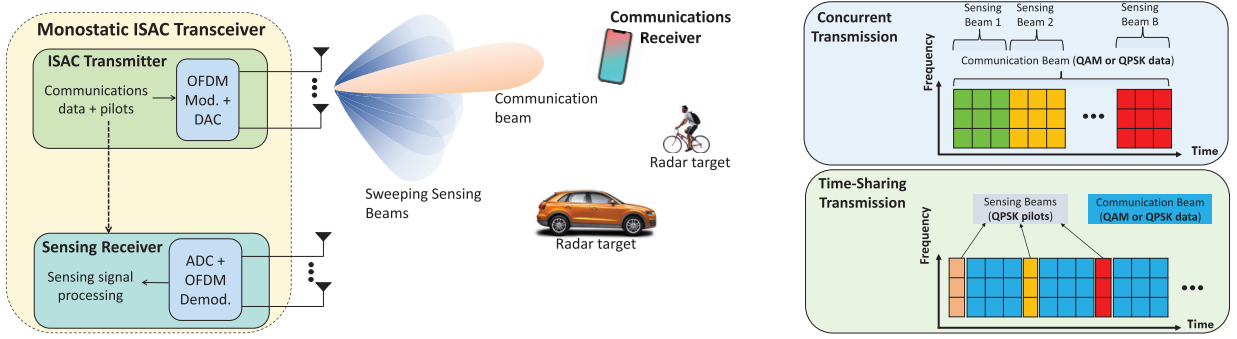 Monostatic ISAC Transceiver
ISAC Transmitter
Communications
data + pilots
OFDM
Mod. +
DAC
Sensing Receiver
Sensing signal
processing
ADC +
OFDM
Demod.
Communications
Receiver
Communication
beam
Radar target
Sweeping Sensing
Beams
Radar target
Concurrent
Transmission
Sensing
Beam 1
Sensing
Beam 2
Sensing
Beam B
Communication Beam (QAM or QPSK data)
Frequency
Time
Time-Sharing
Transmission
Sensing Beams
(QPSK pilots)
Communication Beam
(QAM or QPSK data)
Frequency
Time